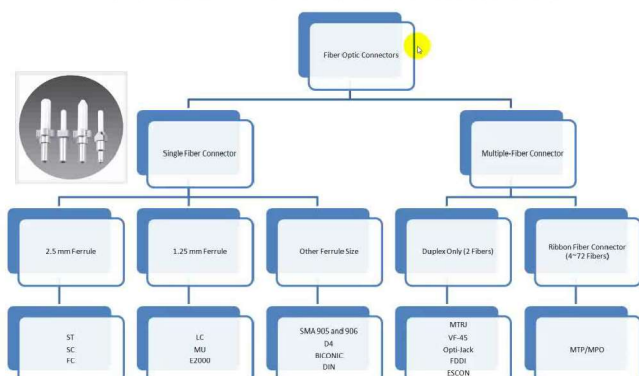 Fiber Optic Connectors
Single Fiber Connector
Multiple-Fiber Connector
2.5 mm Ferrule
1.25 mm Ferrule
Other Ferrule Size
Duplex Only (2 Fibers)
Ribbon Fiber Connector
(4~72 Fibers)
ST
SC
FC
LC
MU
E2000
SMA 905 and 906
D4
BICONIC
DIN
MTRJ
VF-45
Opti-Jack
FDDI
ESCON
MTP/MPO